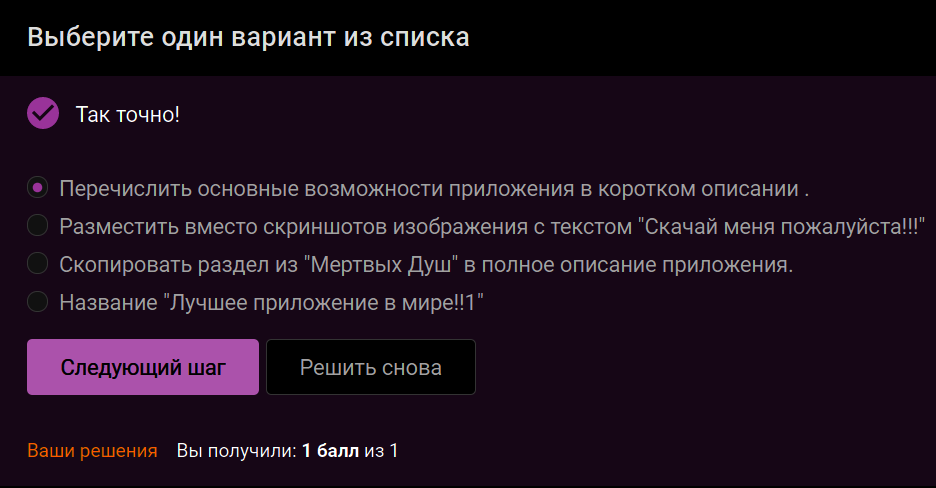 Выберите один вариант из списка
Так точно!
Перечислить основные возможности приложения в коротком описании .
Разместить вместо скриншотов изображения с текстом "Скачай меня пожалуйста!!!"
Скопировать раздел из "Мертвых Душ" в полное описание приложения.
Название "Лучшее приложение в мире!!1"
Следующий шаг Решить снова
Ваши решения Вы получили: 1 балл из 1